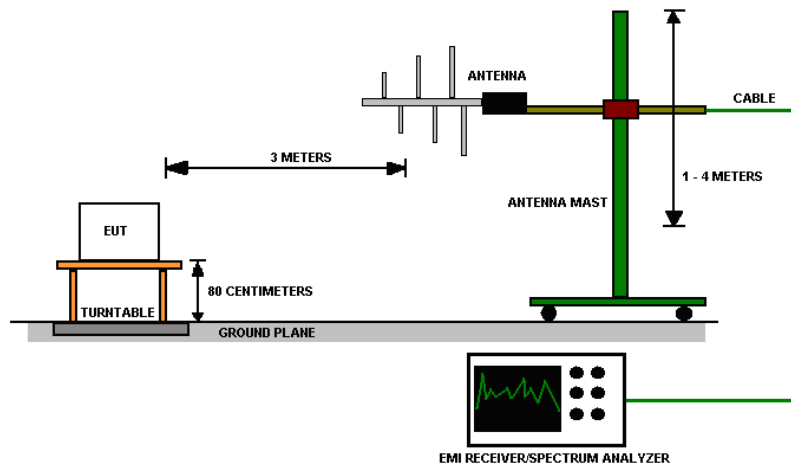 ANTENNA
CABLE
3 METERS
1 - 4 METERS
ANTENNA MAST
EUT
80 CENTIMETERS
TURNTABLE
GROUND PLANE
EMI RECEIVER/SPECTRUM ANALYZER